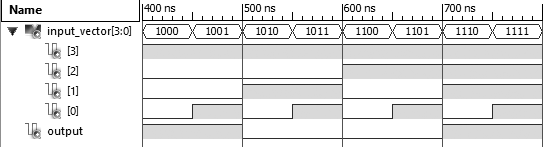 Name 400 ns 500 ns 600 ns 700 ns
input_vector[3:0] 1000 1001 1010 1011 1100 1101 1110 1111
[3]
[2]
[1]
[0]
output